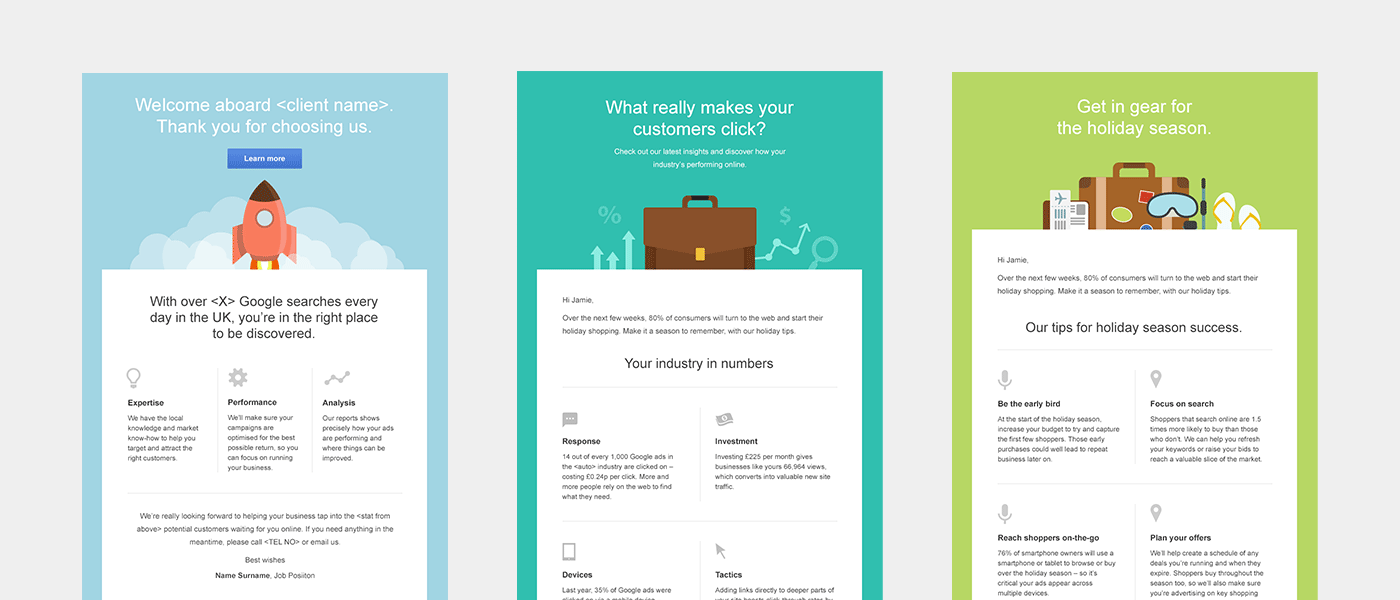 Welcome aboard <client name>.
Thank you for choosing us.
Learn more
With over <X> Google searches every
day in the UK, you're in the right place
to be discovered.
Expertise
We have the local
knowledge and market
know-how to help you
target and attract the
right customers.
Performance
We'll make sure your
campaigns are
optimised for the best
possible return, so you
can focus on running
your business.
Analysis
Our reports shows
precisely how your ads
are performing and
where things can be
improved.
We're really looking forward to helping your business tap into the <stat from
above> potential customers waiting for you online. If you need anything in the
meantime, please call <TEL NO> or email us.
Best wishes
Name Surname, Job Posiiton
What really makes your
customers click?
Check out our latest insights and discover how your
industry's performing online.
%
$
Hi Jamie,
Over the next few weeks, 80% of consumers will turn to the web and start their
holiday shopping. Make it a season to remember, with our holiday tips.
Your industry in numbers
Response
14 out of every 1,000 Google ads in
the <auto> industry are clicked on –
costing £0.24p per click. More and
more people rely on the web to find
what they need.
Investment
Investing £225 per month gives
businesses like yours 66,964 views,
which converts into valuable new site
traffic.
Devices
Last year, 35% of Google ads were
clicked on via a mobile device
Tactics
Adding links directly to deeper parts of
your site boosts click through rates by
Get in gear for
the holiday season.
Hi Jamie,
Over the next few weeks, 80% of consumers will turn to the web and start their
holiday shopping. Make it a season to remember, with our holiday tips.
Our tips for holiday season success.
Be the early bird
At the start of the holiday season,
increase your budget to try and capture
the first few shoppers. Those early
purchases could well lead to repeat
business later on.
Focus on search
Shoppers that search online are 1.5
times more likely to buy than those
who don't. We can help you refresh
your keywords or raise your bids to
reach a valuable slice of the market.
Reach shoppers on-the-go
76% of smartphone owners will use a
smartphone or tablet to browse or buy
over the holiday season – so it's
critical your ads appear across
multiple devices.
Plan your offers
We'll help create a schedule of any
deals you're running and when they
expire. Shoppers buy throughout the
season too, so we'll also make sure
you're advertising on key shopping